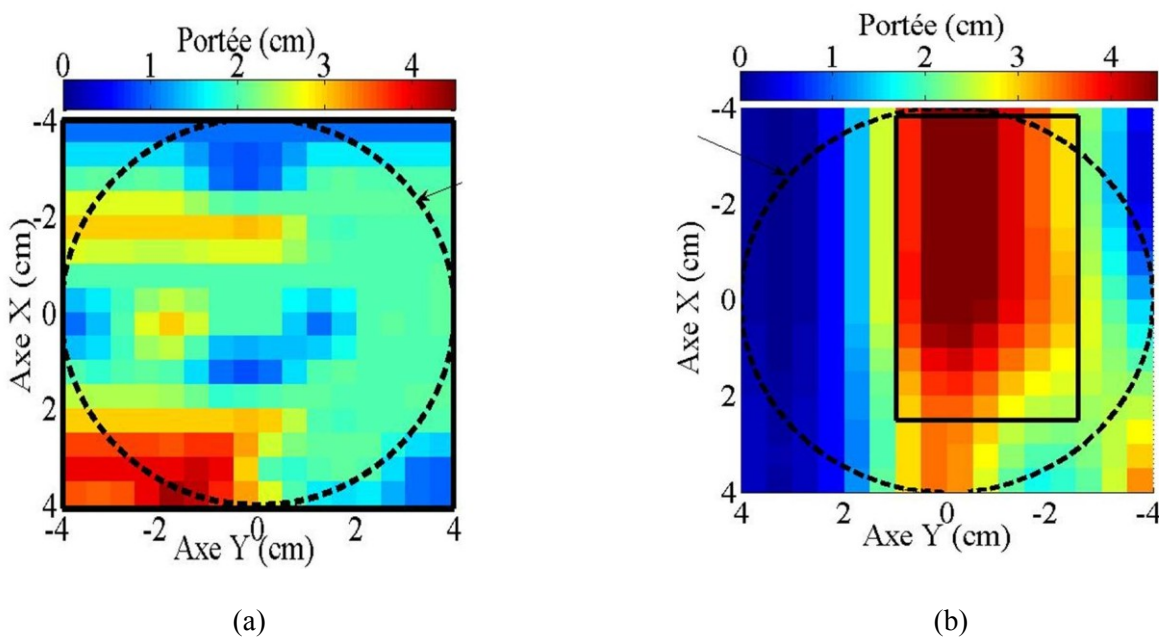 Portée (cm)
0 1 2 3 4
-4
-2
0
2
4
Axe X (cm)
-4 -2 0 2 4
Axe Y (cm)
(a)
Portée (cm)
0 1 2 3 4
-4
-2
0
2
4
Axe X (cm)
4 2 0 -2 -4
Axe Y (cm)
(b)